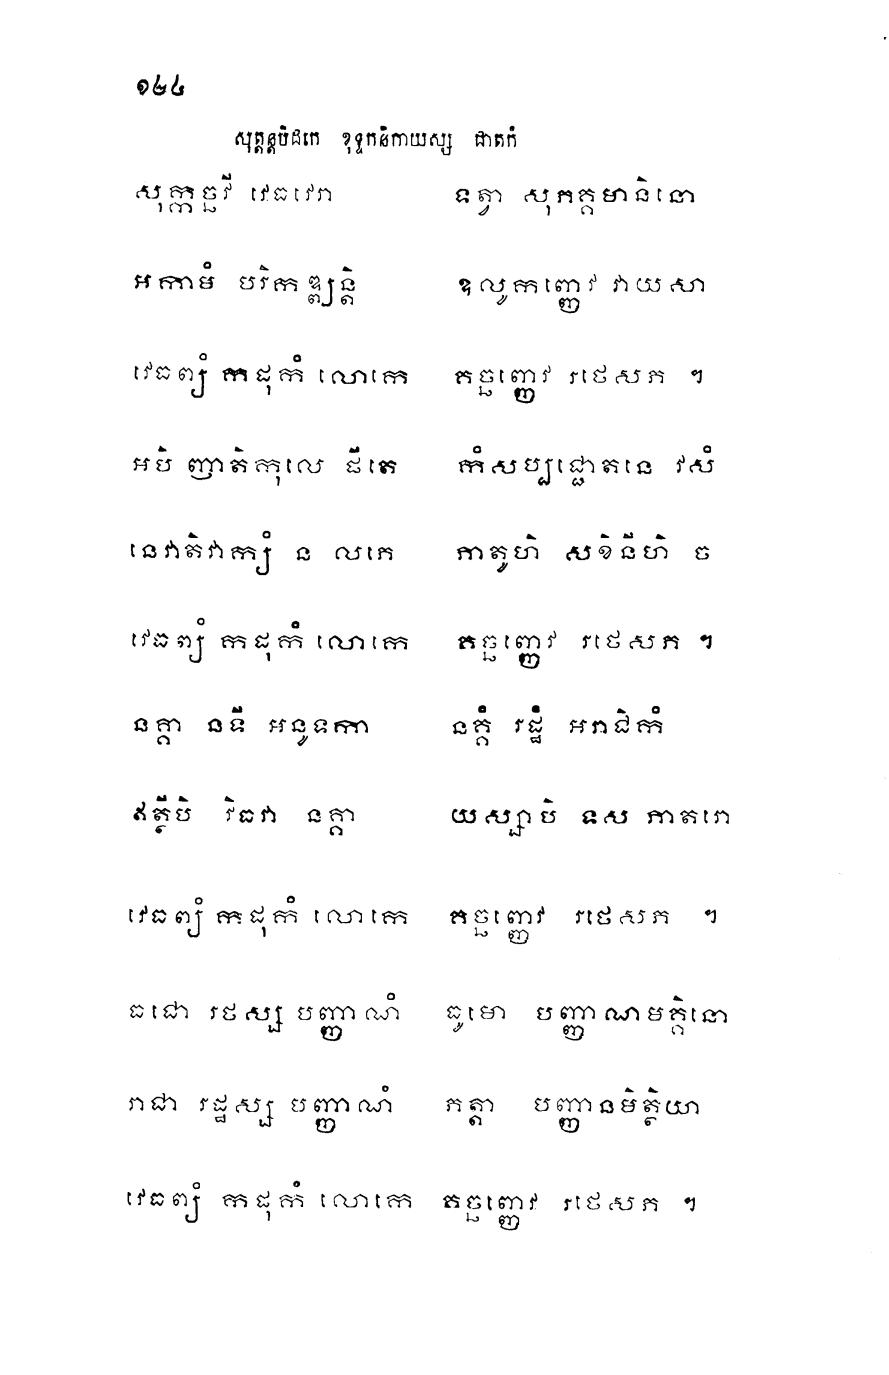 ១៤៤
សុត្តន្តបិដកេ ខុទ្ទកនិកាយស្ស ជាតកំ
សុក្កច្ឆវី វេធវេរា ទត្វា សុភគ្គមានិនោ
អកាមំ បរិកឌ្ឍន្តិ ឧលូកញ្ញេវ វាយសា
វេធព្យំ កដុកំ លោកេ គច្ឆញ្ញេវ រថេសភ ។
អបិ ញាតិកុលេ ផីតេ កំសប្បជ្ជោតនេ វសំ
នេវាតិវាក្យំ ន លភេ ភាតូហិ សខិនីហិ ច
វេធព្យំ កដុកំ លោកេ គច្ឆញ្ញេវ រថេសភ ។
នគ្គា នទី អនូទកា នគ្គំ រដ្ឋំ អរាជិកំ
ឥត្ថីបិ វិធវា នគ្គា យស្សាបិ ទស ភាតរោ
វេធព្យំ កដុកំ លោកេ គច្ឆញ្ញេវ រថេសភ ។
ធជោ រថស្ស បញ្ញាណំ ធូមោ បញ្ញាណមគ្គិនោ
រាជា រដ្ឋស្ស បញ្ញាណំ ភត្តា បញ្ញានមិត្ថិយា
វេធព្យំ កដុកំ លោកេ គច្ឆញ្ញេវ រថេសភ ។